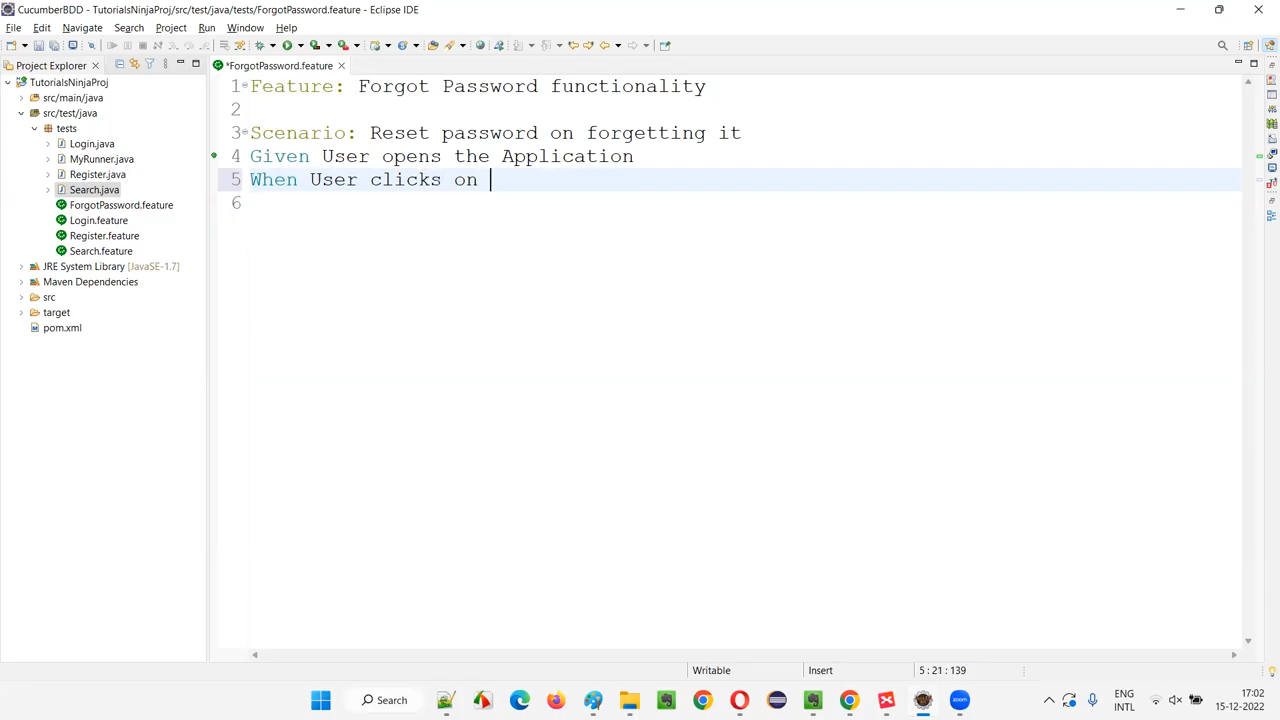 CucumberBDD - TutorialsNinjaProj/src/test/java/tests/ForgotPassword.feature - Eclipse IDE
File Edit Navigate Search Project Run Window Help
Project Explorer
*ForgotPassword.feature
TutorialsNinjaProj
src/main/java
src/test/java
tests
Login.java
MyRunner.java
Register.java
Search.java
ForgotPassword.feature
Login.feature
Register.feature
Search.feature
JRE System Library [JavaSE-1.7]
Maven Dependencies
src
target
pom.xml
1 Feature: Forgot Password functionality
2
3 Scenario: Reset password on forgetting it
4 Given User opens the Application
5 When User clicks on
6
Writable Insert 5 : 21 : 139
Search
ENG
INTL
17:02
15-12-2022